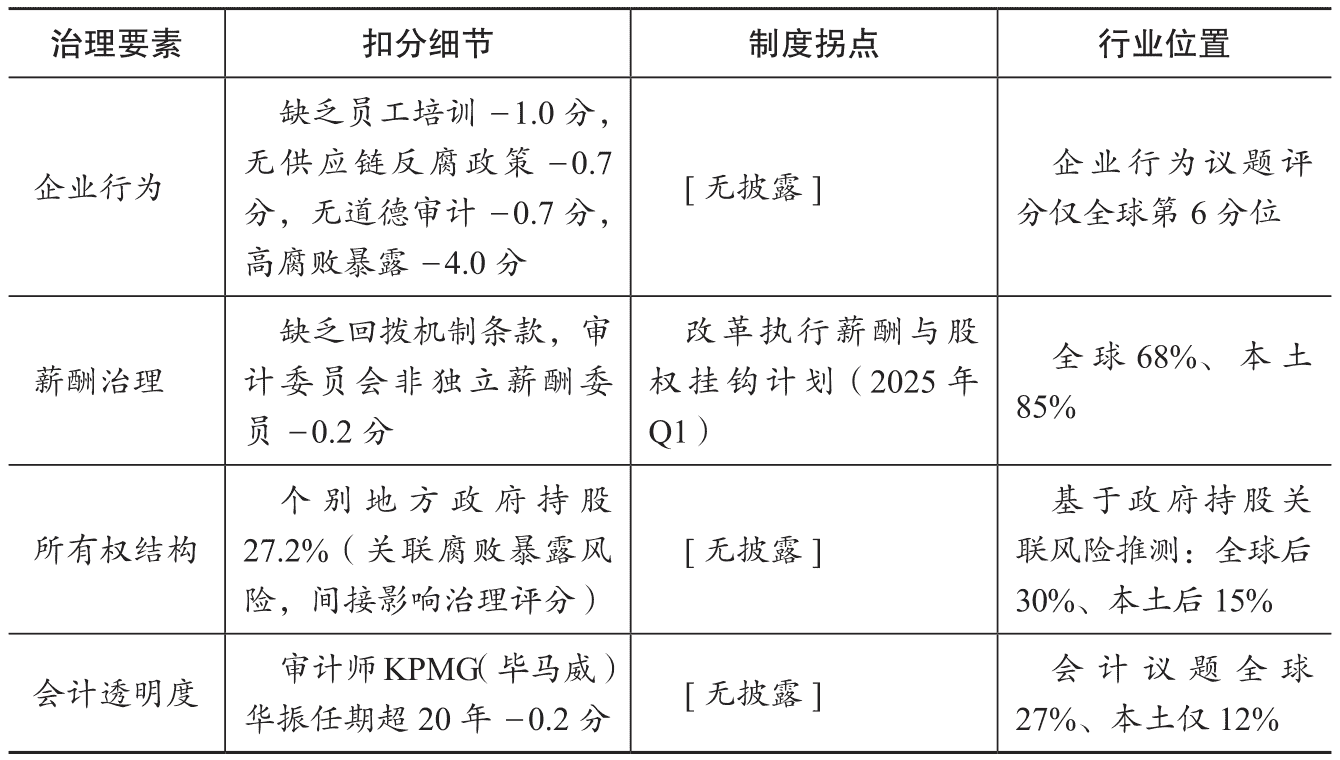 治理要素 扣分细节 制度拐点 行业位置
企业行为
缺乏员工培训 −1.0 分，
无供应链反腐政策 −0.7
分，无道德审计 −0.7 分，
高腐败暴露 −4.0 分
[ 无披露 ]
企业行为议题评
分仅全球第 6 分位
薪酬治理
缺乏回拨机制条款，审
计委员会非独立薪酬委
员 −0.2 分
改革执行薪酬与股
权挂钩计划（2025 年
Q1）
全球 68%、本土
85%
所有权结构
个别地方政府持股
27.2%（关联腐败暴露风
险，间接影响治理评分）
[ 无披露 ]
基于政府持股关
联风险推测：全球后
30%、本土后 15%
会计透明度
审计师 KPMG（毕马威）
华振任期超 20 年 −0.2 分
[ 无披露 ]
会计议题全球
27%、本土仅 12%